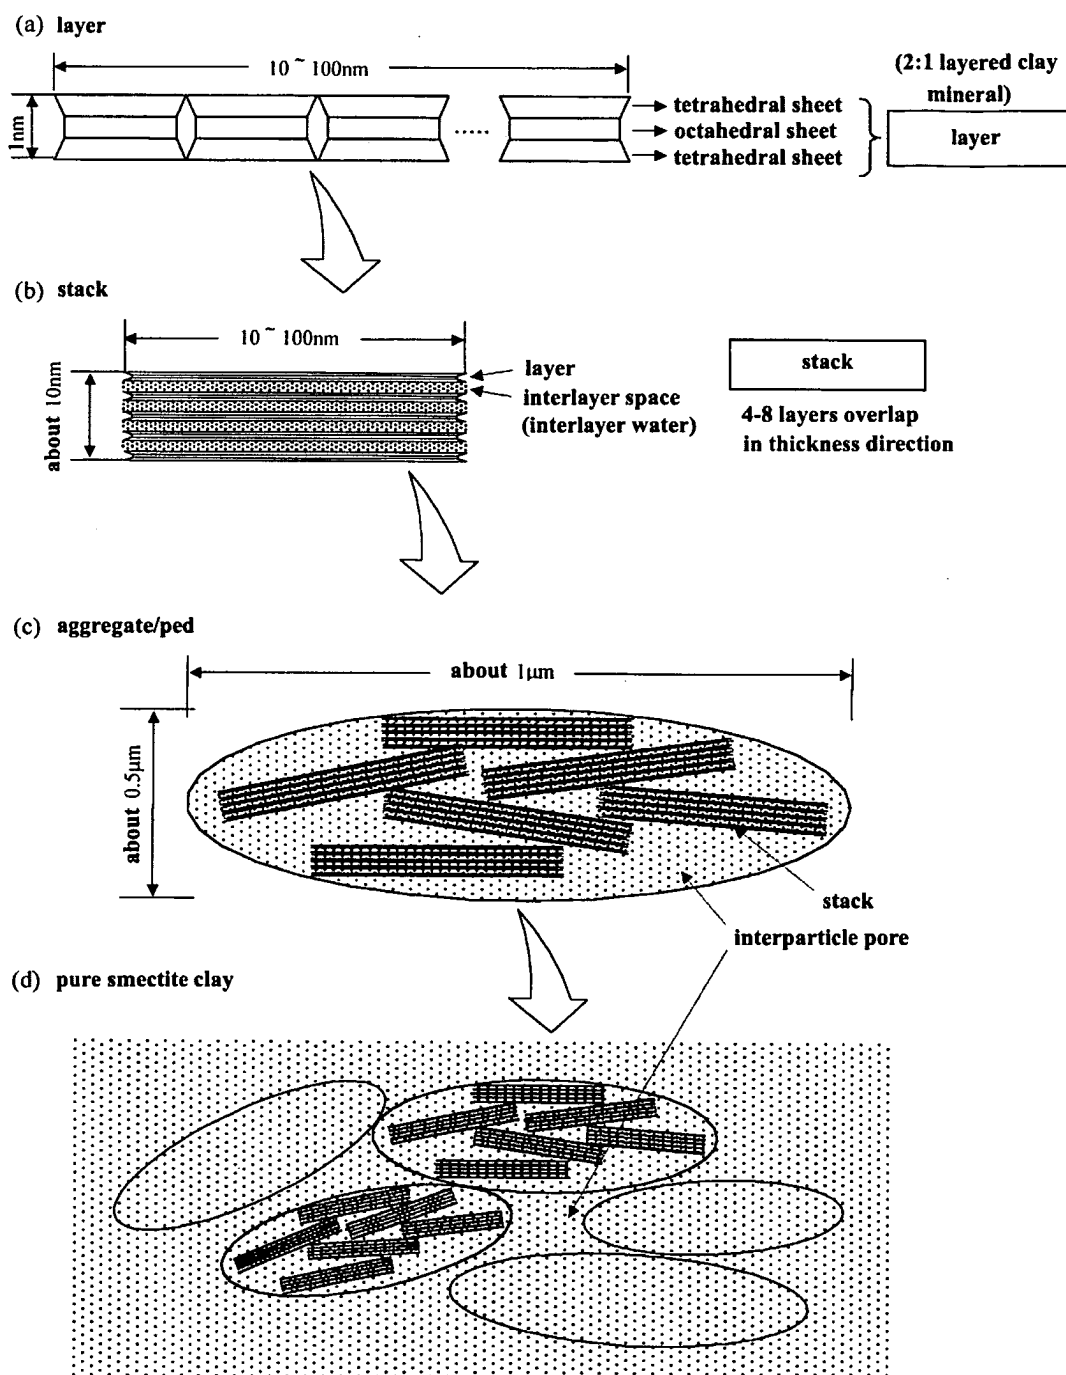 (a) layer
10 ~ 100nm
1nm
tetrahedral sheet
octahedral sheet
tetrahedral sheet
(2:1 layered clay
mineral)
layer
(b) stack
10 ~ 100nm
about 10nm
layer
interlayer space
(interlayer water)
stack
4-8 layers overlap
in thickness direction
(c) aggregate/ped
about 1μm
about 0.5μm
stack
interparticle pore
(d) pure smectite clay